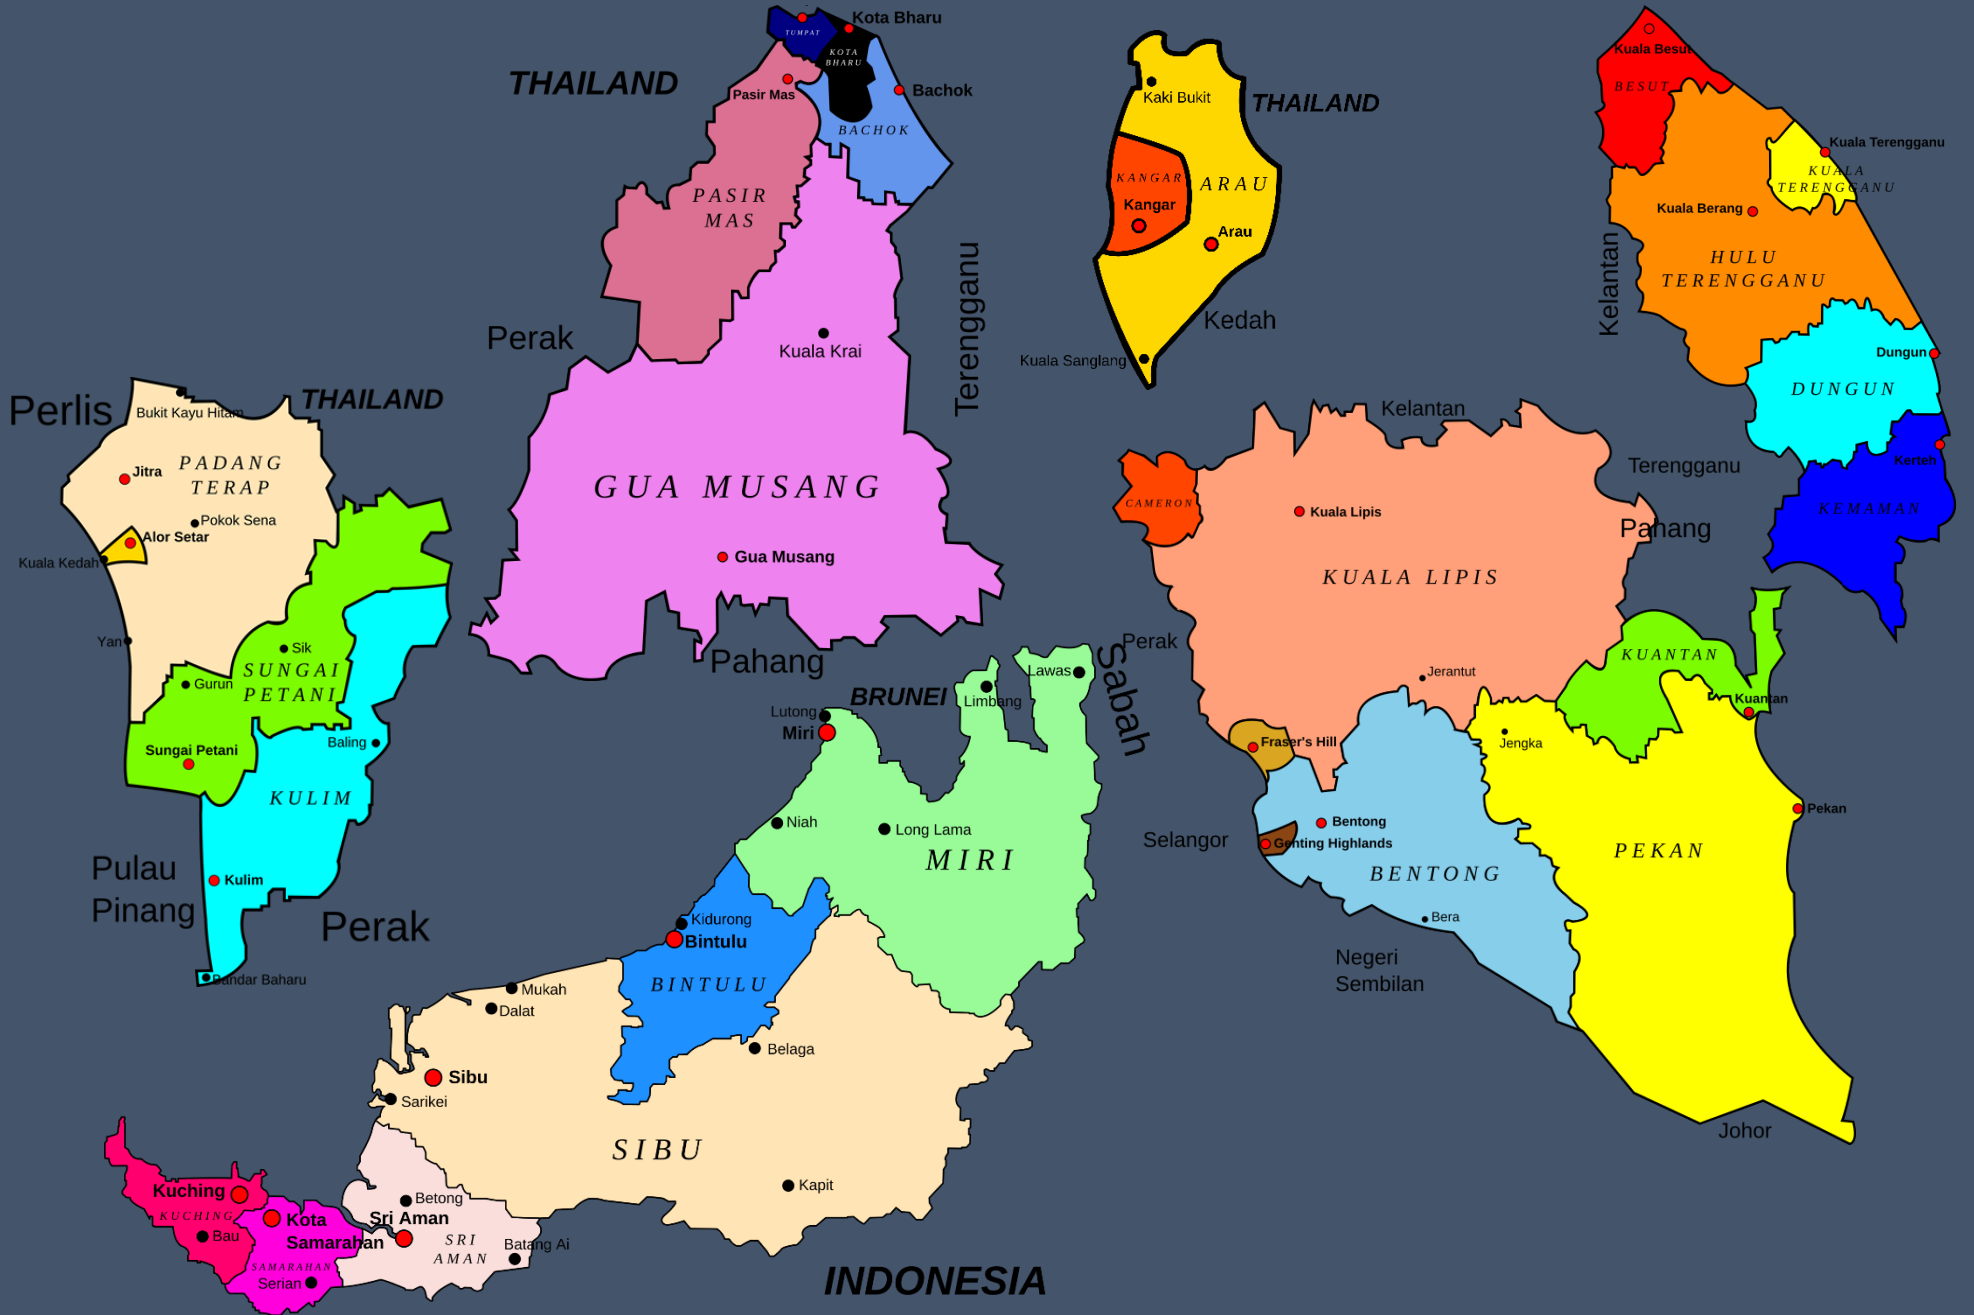 THAILAND
TUMPAT
Kota Bharu
KOTA
BHARU
Pasir Mas
Bachok
BACHOK
PASIR
MAS
Perak
Terengganu
Kuala Krai
GUA MUSANG
Gua Musang
Pahang
Kaki Bukit
THAILAND
KANGAR
Kangar
ARAU
Arau
Kedah
Kuala Sanglang
Kuala Besut
BESUT
Kuala Terengganu
KUALA
TERENGGANU
Kuala Berang
Kelantan
HULU
TERENGGANU
Dungun
DUNGUN
Kerteh
KEMAMAN
Pahang
Perlis
THAILAND
Bukit Kayu Hitam
Jitra
PADANG
TERAP
Pokok Sena
Alor Setar
Kuala Kedah
Yan
Sik
SUNGAI
PETANI
Gurun
Sungai Petani
Baling
KULIM
Pulau
Pinang
Kulim
Perak
Bandar Baharu
Kelantan
Terengganu
CAMERON
Kuala Lipis
KUALA LIPIS
Perak
KUANTAN
Jerantut
Kuantan
Fraser's Hill
Jengka
Pekan
Bentong
Selangor
Genting Highlands
PEKAN
BENTONG
Bera
Negeri
Sembilan
Johor
Sabah
Lawas
BRUNEI
Limbang
Lutong
Miri
Niah
Long Lama
MIRI
Kidurong
Bintulu
BINTULU
Mukah
Dalat
Belaga
Sibu
Sarikei
SIBU
Kapit
Kuching
KUCHING
Bau
Kota
Samarahan
SAMARAHAN
Serian
Betong
Sri Aman
SRI
AMAN
Batang Ai
INDONESIA